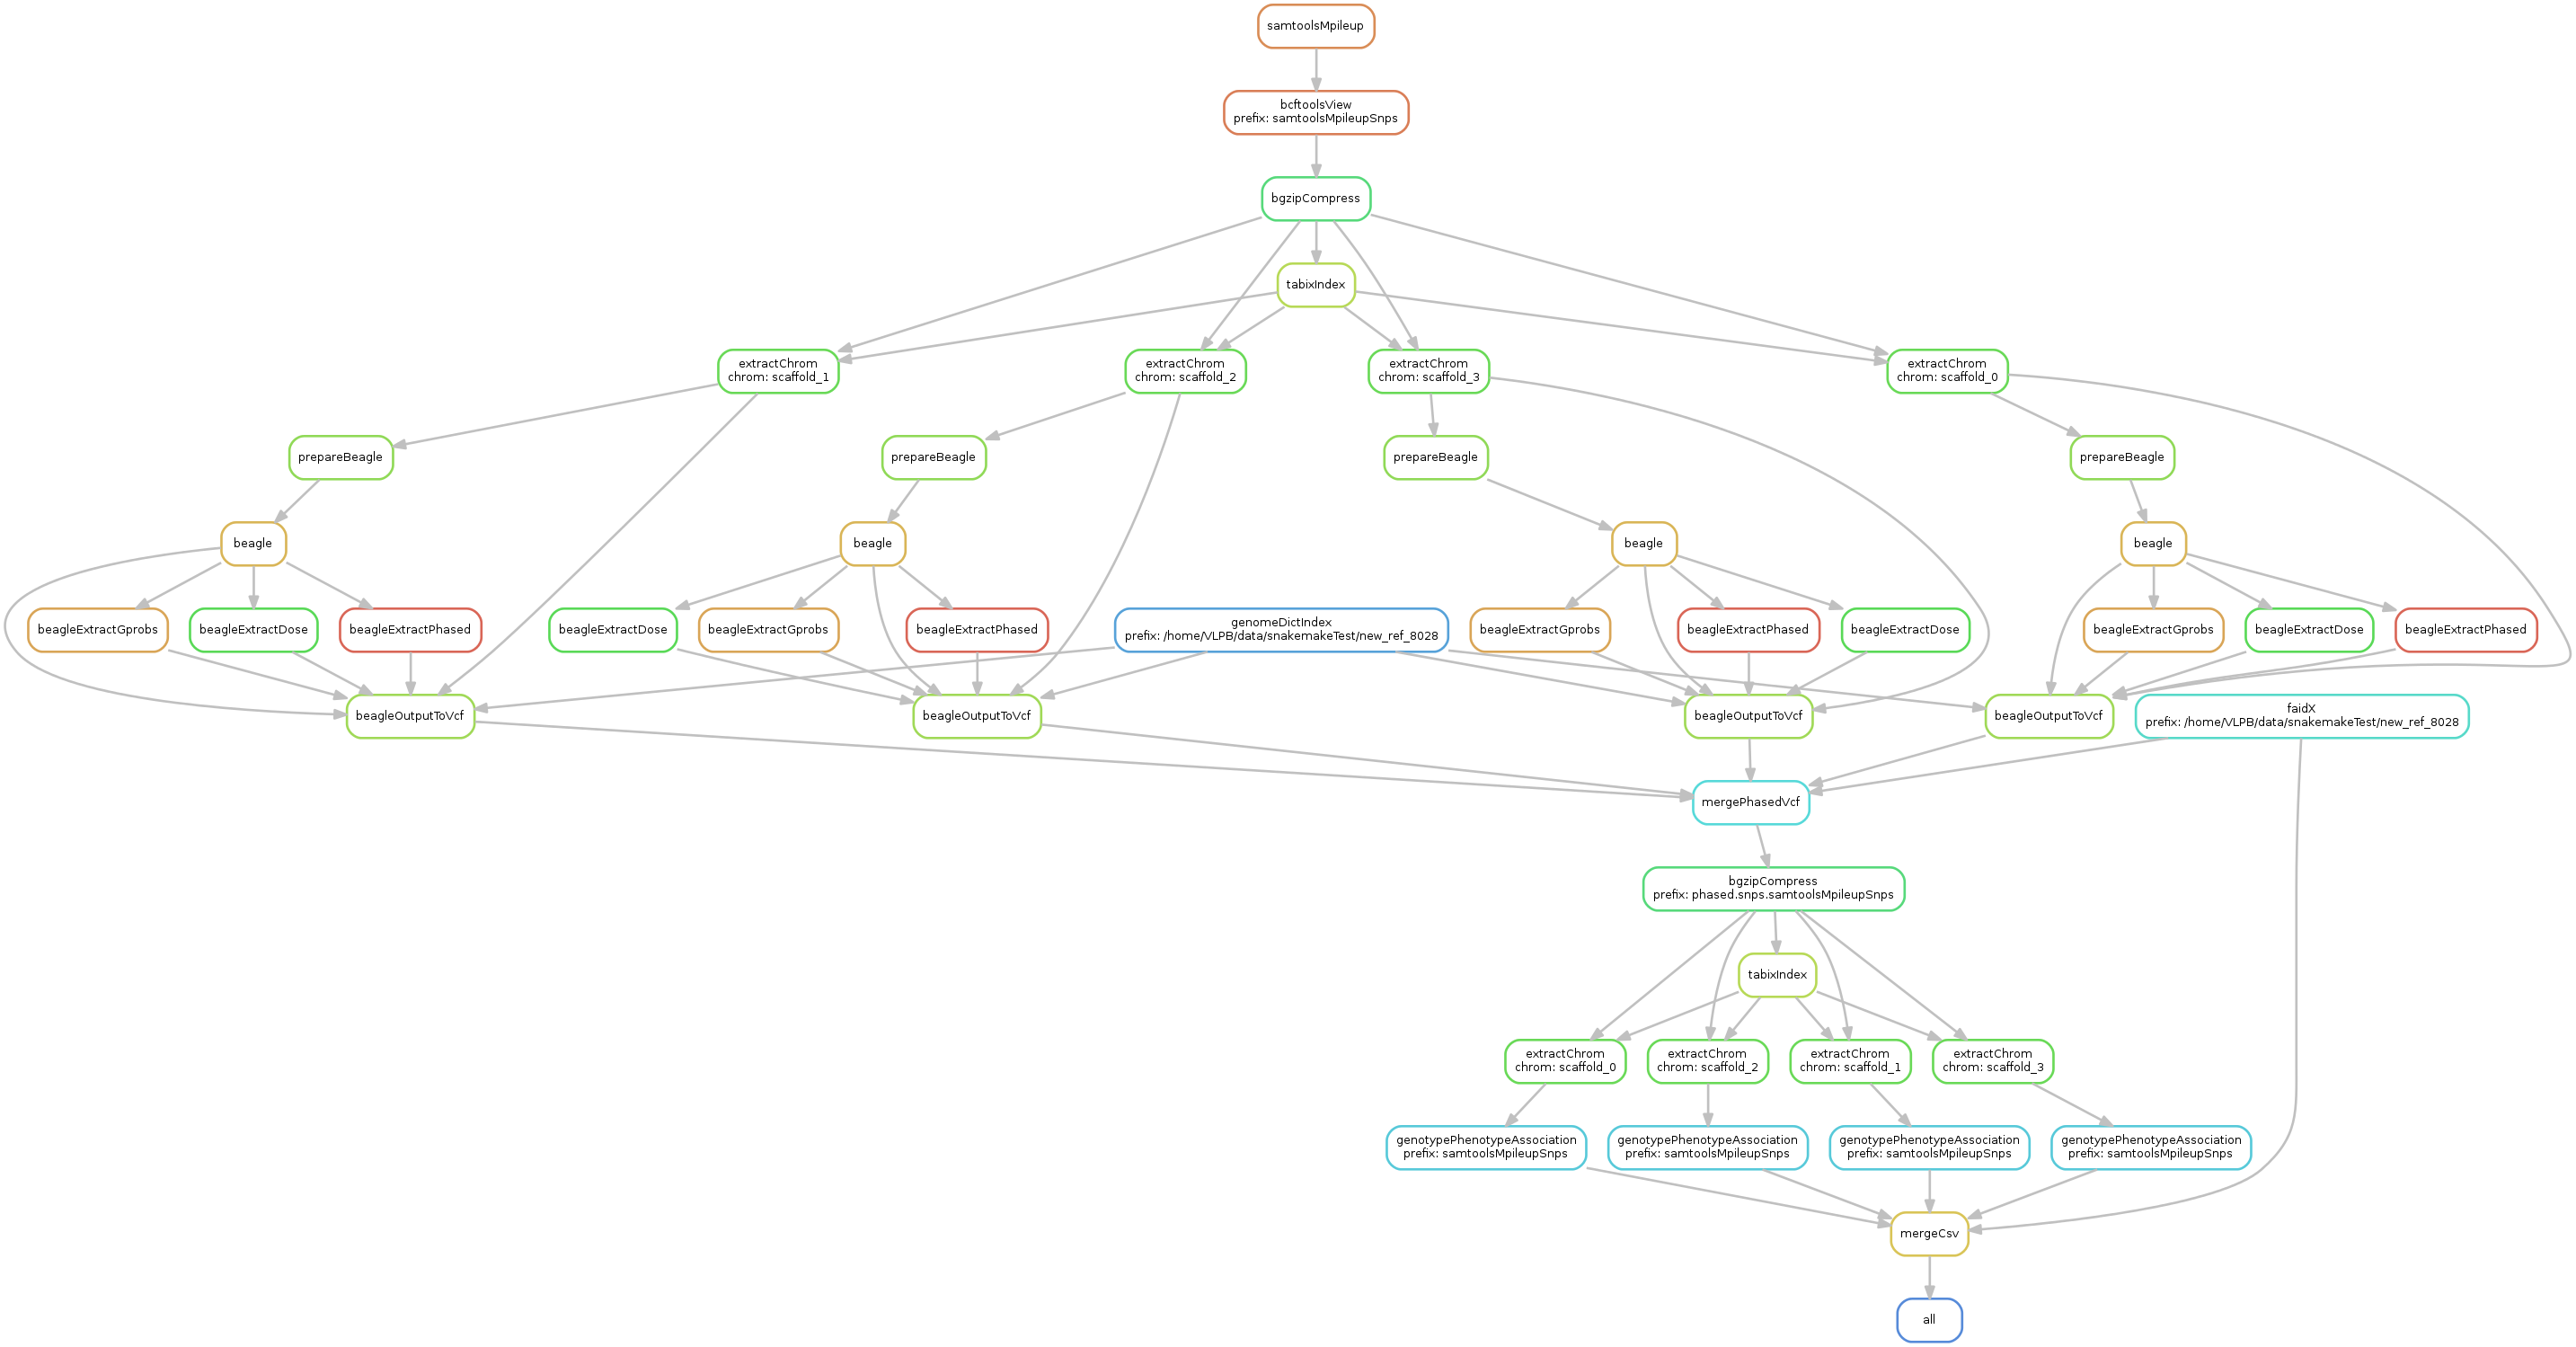 samtoolsMpileup
bcftoolsView
prefix: samtoolsMpileupSnps
bgzipCompress
tabixIndex
extractChrom
chrom: scaffold_1
extractChrom
chrom: scaffold_2
extractChrom
chrom: scaffold_3
extractChrom
chrom: scaffold_0
prepareBeagle
prepareBeagle
prepareBeagle
prepareBeagle
beagle
beagle
beagle
beagle
beagleExtractGprobs
beagleExtractDose
beagleExtractPhased
beagleExtractDose
beagleExtractGprobs
beagleExtractPhased
genomeDictIndex
prefix: /home/VLPB/data/snakemakeTest/new_ref_8028
beagleExtractGprobs
beagleExtractPhased
beagleExtractDose
beagleExtractGprobs
beagleExtractDose
beagleExtractPhased
beagleOutputToVcf
beagleOutputToVcf
beagleOutputToVcf
beagleOutputToVcf
faidX
prefix: /home/VLPB/data/snakemakeTest/new_ref_8028
mergePhasedVcf
bgzipCompress
prefix: phased.snps.samtoolsMpileupSnps
tabixIndex
extractChrom
chrom: scaffold_0
extractChrom
chrom: scaffold_2
extractChrom
chrom: scaffold_1
extractChrom
chrom: scaffold_3
genotypePhenotypeAssociation
prefix: samtoolsMpileupSnps
genotypePhenotypeAssociation
prefix: samtoolsMpileupSnps
genotypePhenotypeAssociation
prefix: samtoolsMpileupSnps
genotypePhenotypeAssociation
prefix: samtoolsMpileupSnps
mergeCsv
all